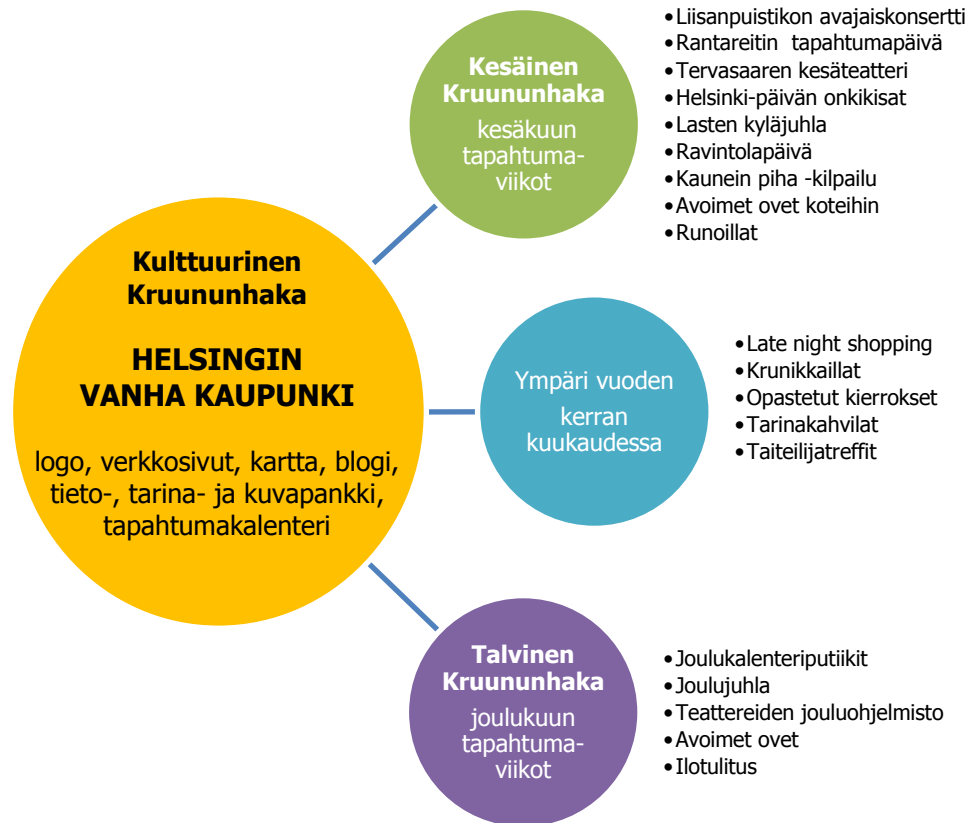 Kulttuurinen
Kruununhaka
HELSINGIN
VANHA KAUPUNKI
logo, verkkosivut, kartta, blogi,
tieto-, tarina- ja kuvapankki,
tapahtumakalenteri
Kesäinen
Kruununhaka
kesäkuun
tapahtuma-
viikot
•Liisanpuistikon avajaiskonsertti
•Rantareitin tapahtumapäivä
•Tervasaaren kesäteatteri
•Helsinki-päivän onkikisat
•Lasten kyläjuhla
•Ravintolapäivä
•Kaunein piha -kilpailu
•Avoimet ovet koteihin
•Runoillat
Ympäri vuoden
kerran
kuukaudessa
•Late night shopping
•Krunikkaillat
•Opastetut kierrokset
•Tarinakahvilat
•Taiteilijatreffit
Talvinen
Kruununhaka
joulukuun
tapahtuma-
viikot
•Joulukalenteriputiikit
•Joulujuhla
•Teattereiden jouluohjelmisto
•Avoimet ovet
•Ilotulitus